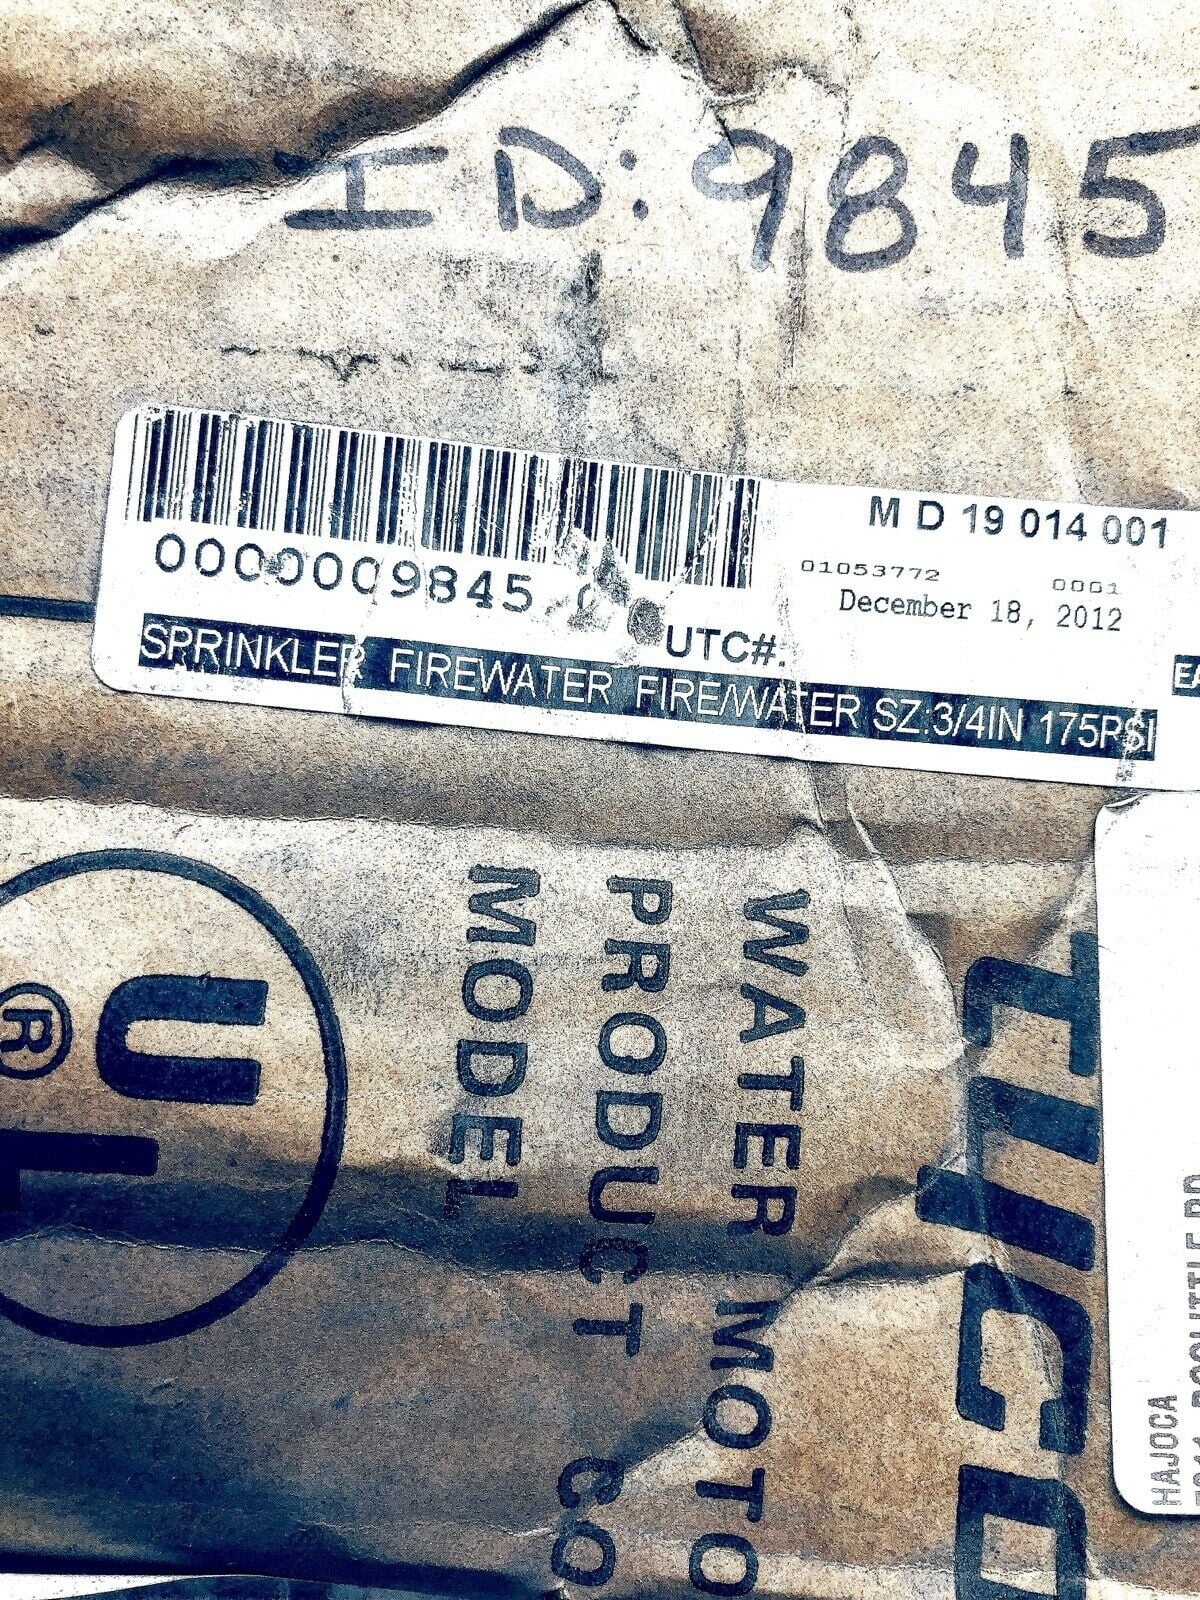 ID: 9845
M D 19 014 001
0000009845
01053772 0001
December 18, 2012
UTC#.
EA
SPRINKLER FIREWATER FIRE/WATER SZ:3/4IN 175PSI
WATER MOTO
PRODUCT CO
MODEL
UL
®
HAJOCA